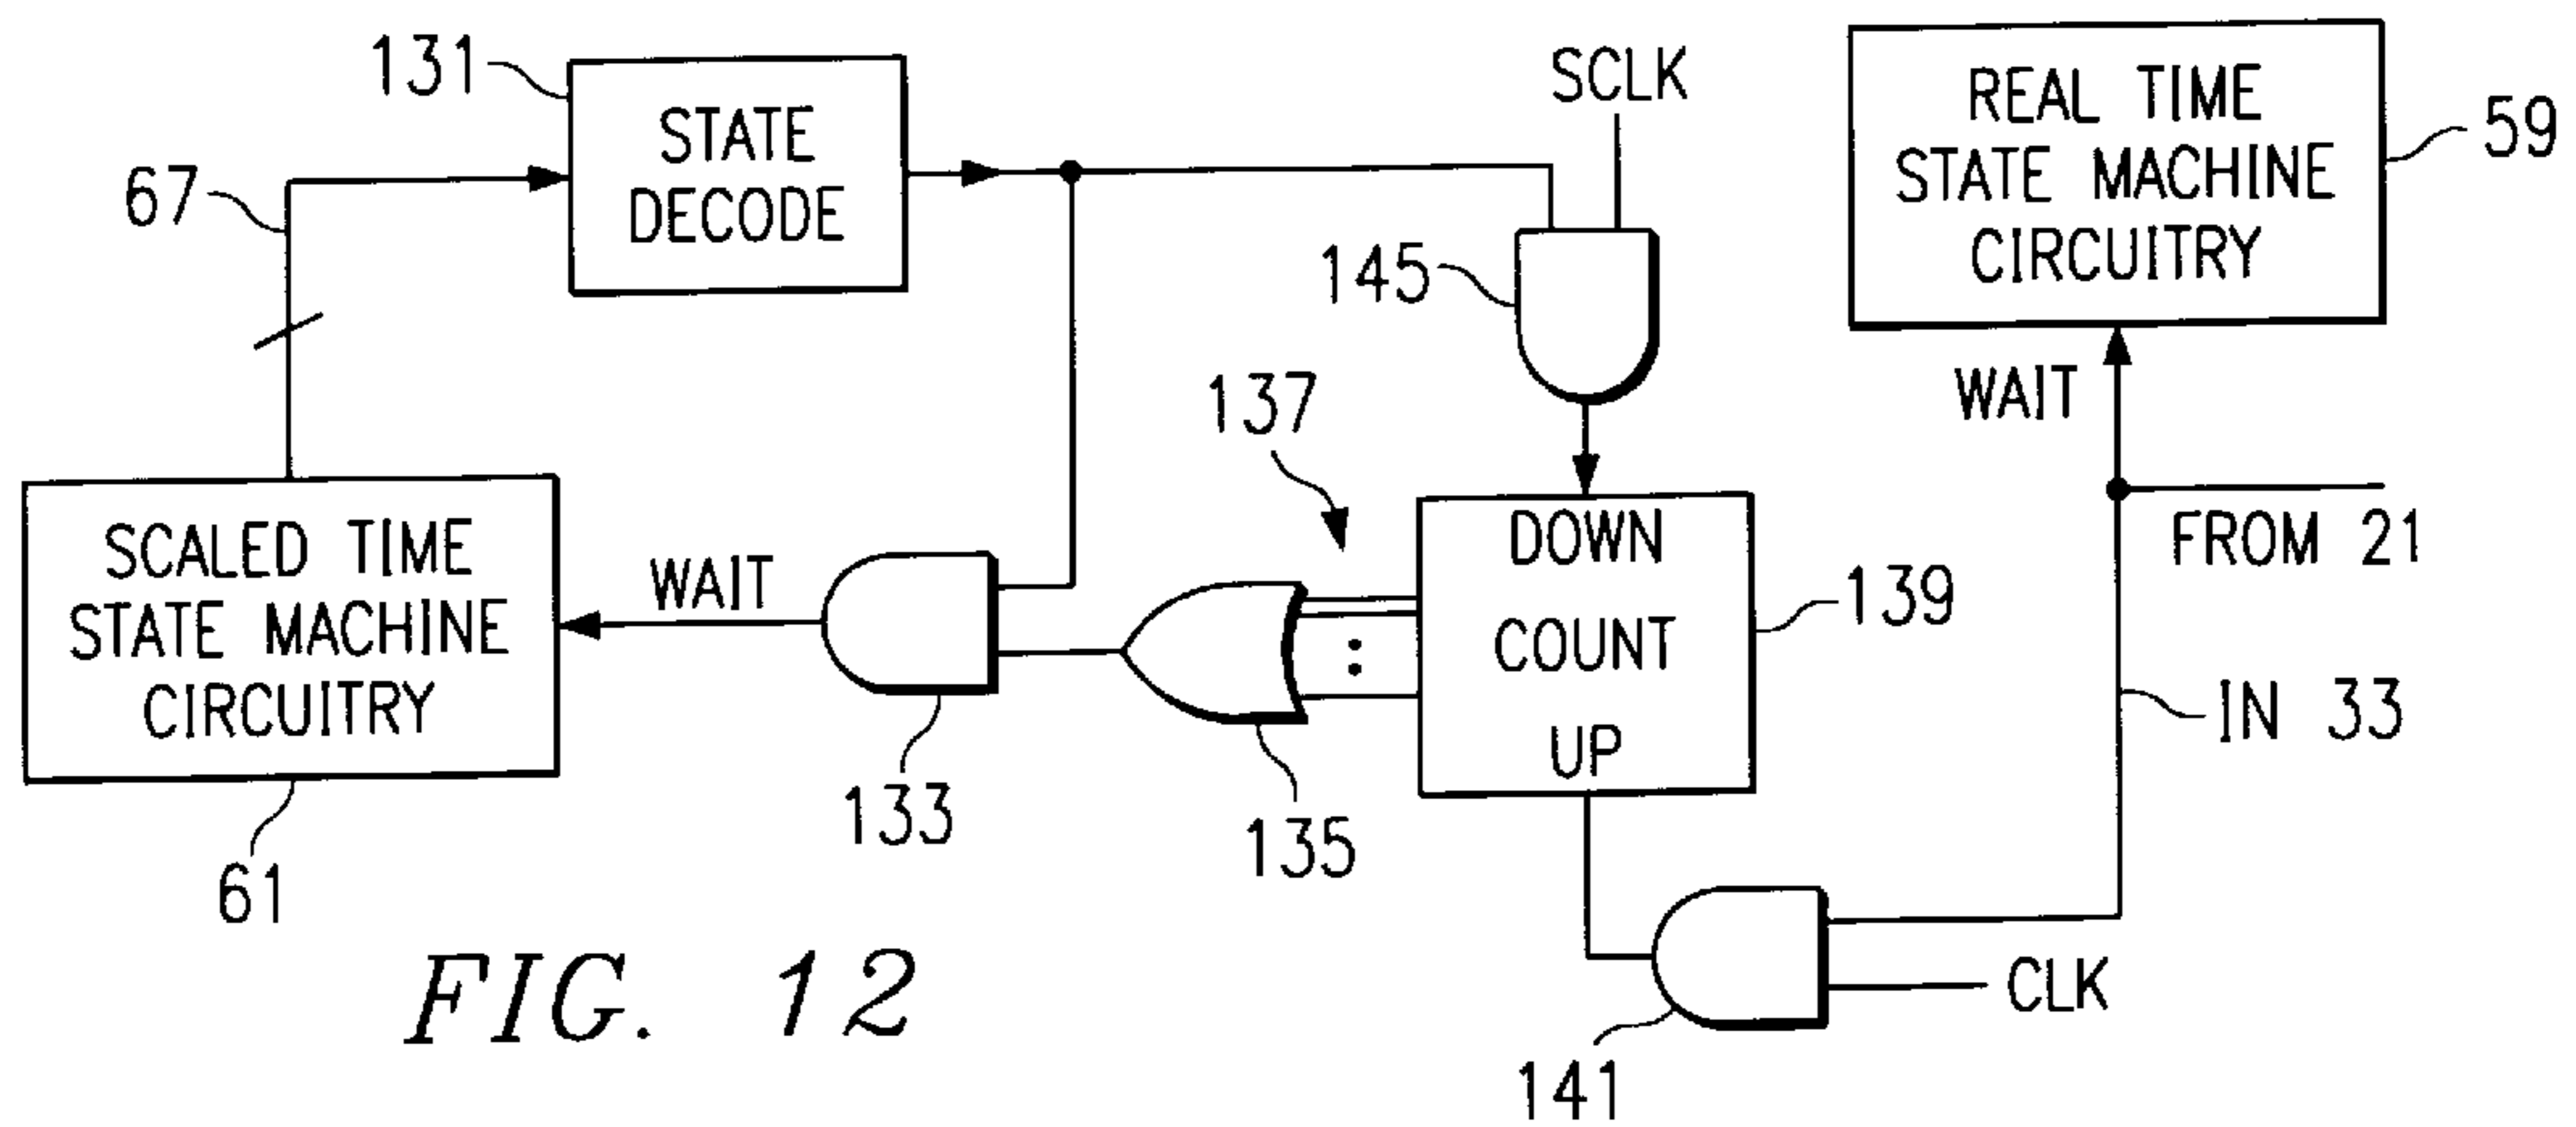 131
STATE
DECODE
SCLK
REAL TIME
STATE MACHINE
CIRCUITRY
59
67
145
WAIT
137
SCALED TIME
STATE MACHINE
CIRCUITRY
WAIT
DOWN
COUNT
UP
139
FROM 21
IN 33
133
135
61
CLK
141
FIG. 12